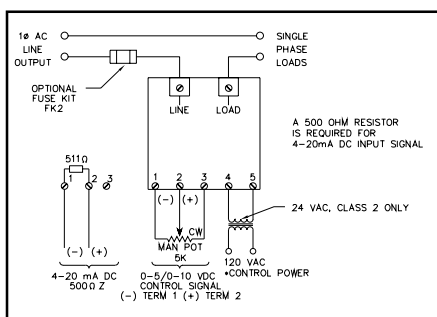 1ø AC
LINE
OUTPUT
SINGLE
PHASE
LOADS
OPTIONAL
FUSE KIT
FK2
LINE
LOAD
A 500 OHM RESISTOR
IS REQUIRED FOR
4-20mA DC INPUT SIGNAL
511Ω
1 2 3
1 2 3 4 5
(-) (+)
24 VAC, CLASS 2 ONLY
CW
MAN POT
5K
(-) (+)
4-20 mA DC
500Ω Z
0-5/0-10 VDC
CONTROL SIGNAL
(-) TERM 1 (+) TERM 2
120 VAC
•CONTROL POWER